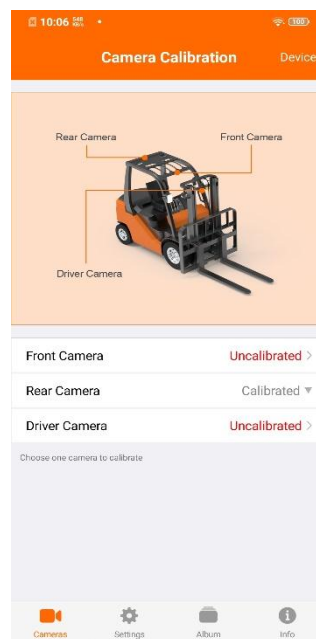 10:06
Camera Calibration Device
Rear Camera Front Camera
Driver Camera
Front Camera Uncalibrated
Rear Camera Calibrated
Driver Camera Uncalibrated
Choose one camera to calibrate
Cameras Settings Album Info